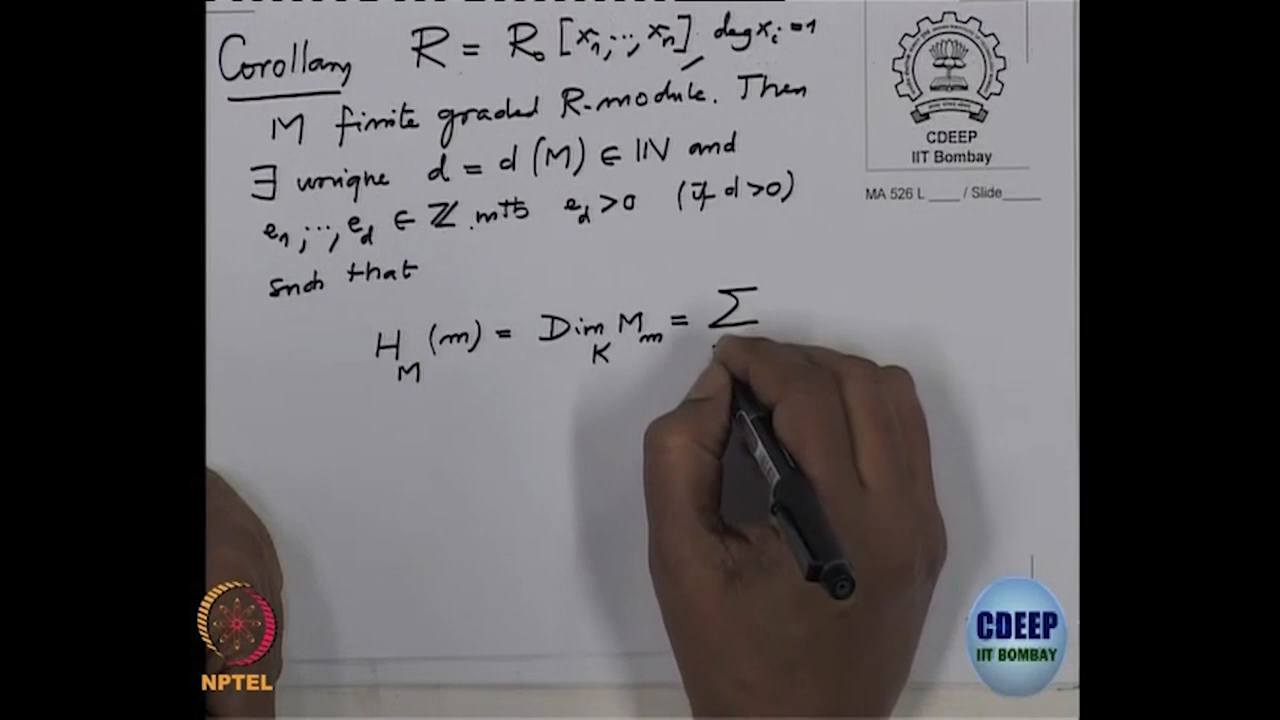 Corollary R = R₀ [x₁, ..., xₙ], deg xᵢ = 1
M finite graded R-module. Then
∃ unique d = d(M) ∈ ℕ and
e₁, ..., e_d ∈ ℤ with e_d > 0 (if d > 0)
such that
H_M (m) = Dim_K M_m = Σ
CDEEP
IIT Bombay
MA 526 L ____ / Slide_____
NPTEL
CDEEP
IIT BOMBAY